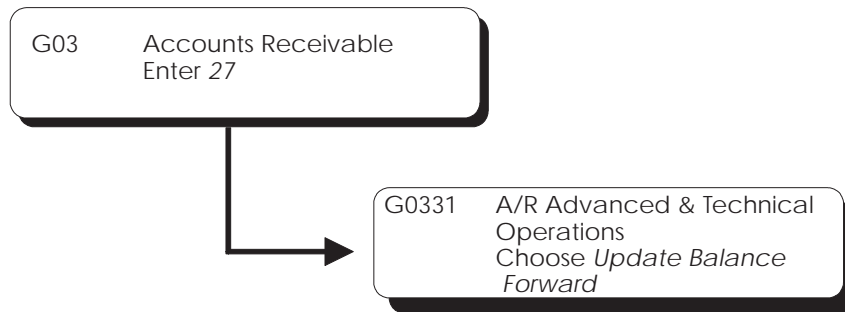 G03 Accounts Receivable
Enter 27
G0331 A/R Advanced & Technical
Operations
Choose Update Balance
Forward